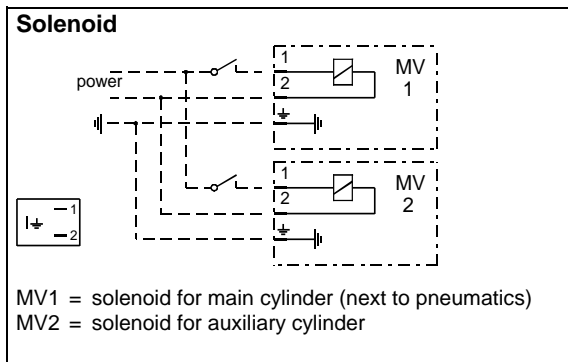 Solenoid
power
1
2
MV
1
1
2
MV
2
1
2
MV1 = solenoid for main cylinder (next to pneumatics)
MV2 = solenoid for auxiliary cylinder